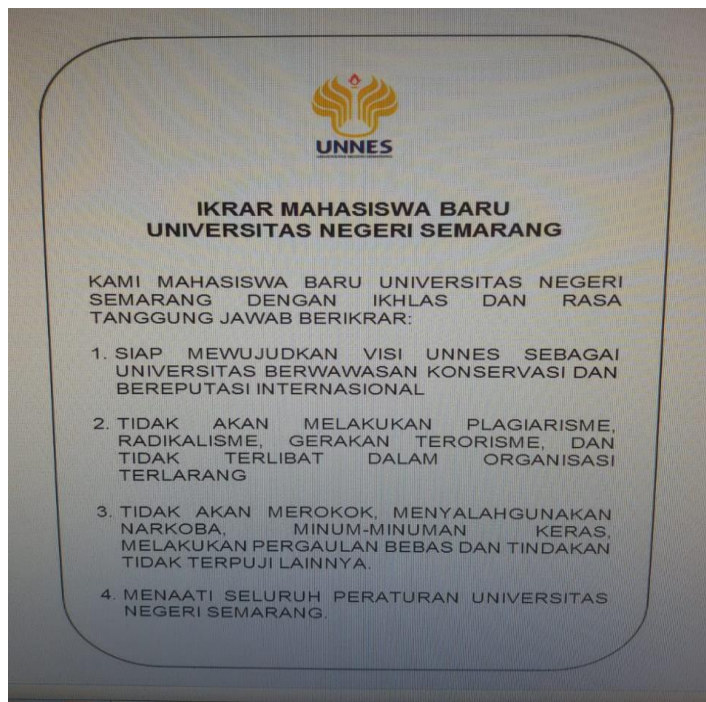 UNNES
IKRAR MAHASISWA BARU
UNIVERSITAS NEGERI SEMARANG
KAMI MAHASISWA BARU UNIVERSITAS NEGERI
SEMARANG DENGAN IKHLAS DAN RASA
TANGGUNG JAWAB BERIKRAR:
1. SIAP MEWUJUDKAN VISI UNNES SEBAGAI
UNIVERSITAS BERWAWASAN KONSERVASI DAN
BEREPUTASI INTERNASIONAL
2. TIDAK AKAN MELAKUKAN PLAGIARISME,
RADIKALISME, GERAKAN TERORISME, DAN
TIDAK TERLIBAT DALAM ORGANISASI
TERLARANG
3. TIDAK AKAN MEROKOK, MENYALAHGUNAKAN
NARKOBA, MINUM-MINUMAN KERAS,
MELAKUKAN PERGAULAN BEBAS DAN TINDAKAN
TIDAK TERPUJI LAINNYA.
4. MENAATI SELURUH PERATURAN UNIVERSITAS
NEGERI SEMARANG.